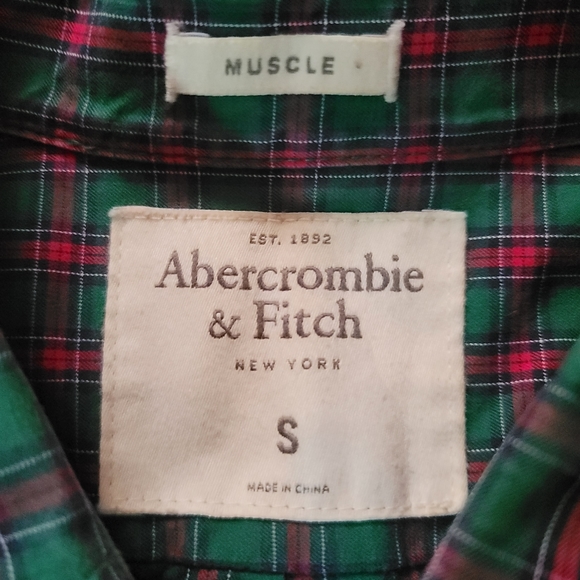 MUSCLE
EST. 1892
Abercrombie
& Fitch
NEW YORK
S
MADE IN CHINA